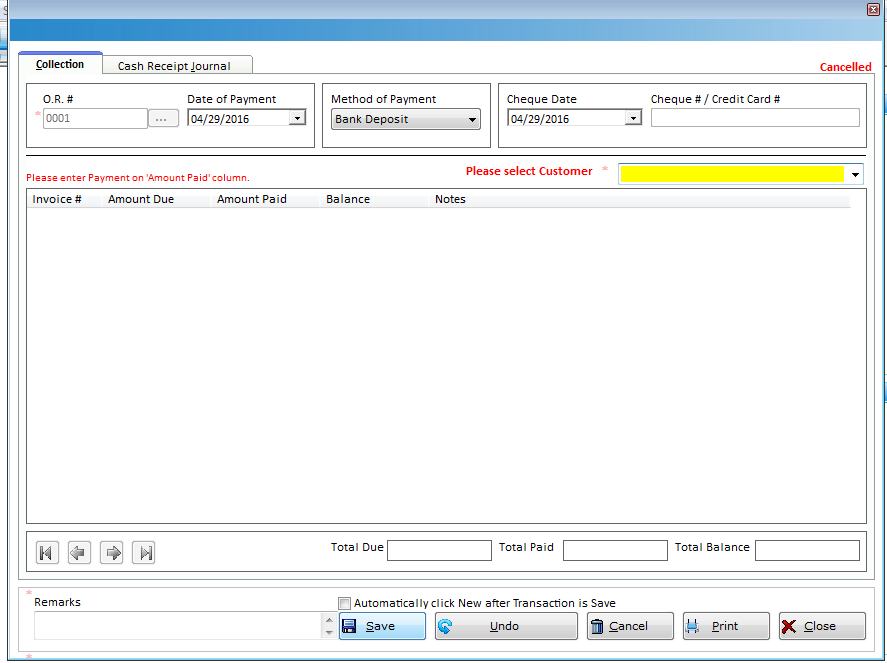 Collection
Cash Receipt Journal
Cancelled
O.R. #
Date of Payment
Method of Payment
Cheque Date
Cheque # / Credit Card #
* 0001
...
04/29/2016
Bank Deposit
04/29/2016
Please enter Payment on 'Amount Paid' column.
Please select Customer *
Invoice # Amount Due Amount Paid Balance Notes
Total Due
Total Paid
Total Balance
*
Remarks
Automatically click New after Transaction is Save
Save
Undo
Cancel
Print
Close
*